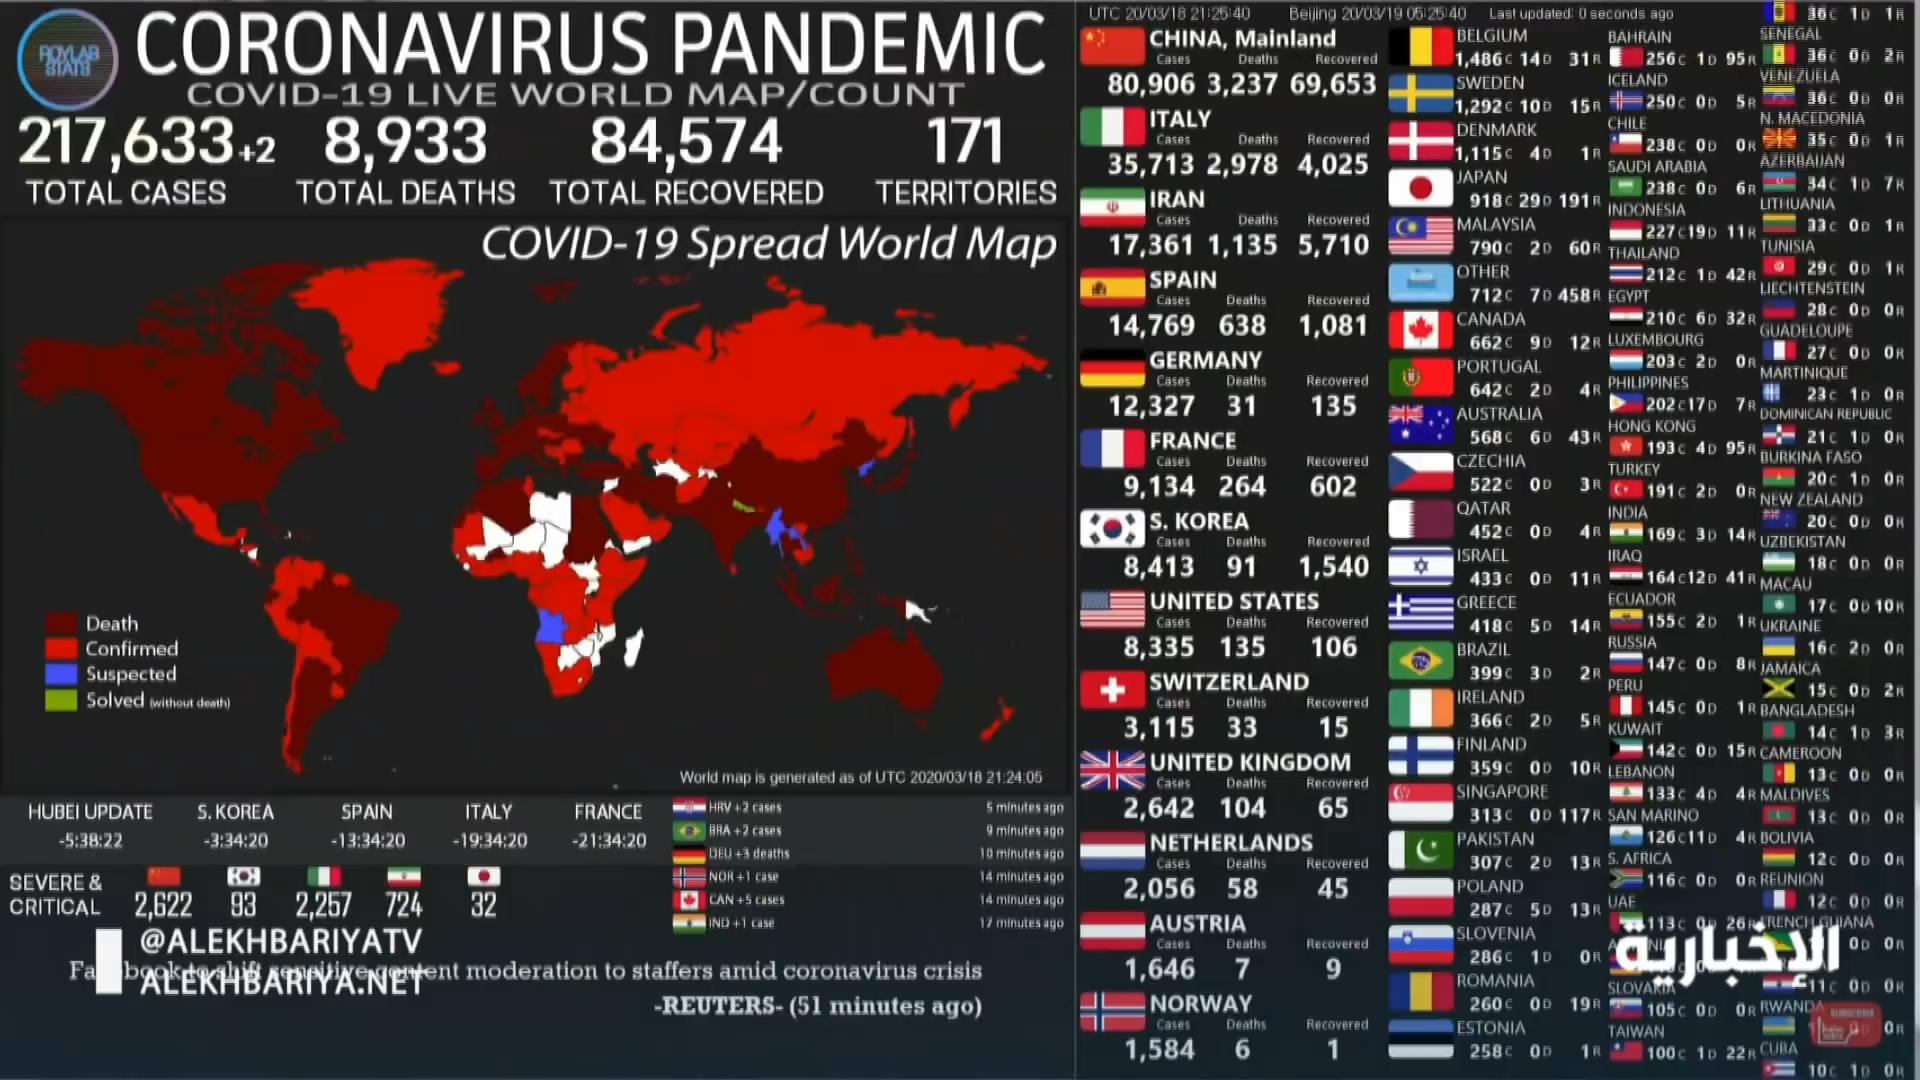 ROYLAB
STATS
CORONAVIRUS PANDEMIC
COVID-19 LIVE WORLD MAP/COUNT
217,633+2 8,933 84,574 171
TOTAL CASES TOTAL DEATHS TOTAL RECOVERED TERRITORIES
COVID-19 Spread World Map
Death
Confirmed
Suspected
Solved (without death)
World map is generated as of UTC 2020/03/18 21:24:05
HUBEI UPDATE S. KOREA SPAIN ITALY FRANCE
-5:38:22 -3:34:20 -13:34:20 -19:34:20 -21:34:20
SEVERE &
CRITICAL 2,622 93 2,257 724 32
HRV +2 cases 5 minutes ago
BRA +2 cases 9 minutes ago
DEU +3 deaths 10 minutes ago
NOR +1 case 14 minutes ago
CAN +5 cases 14 minutes ago
IND +1 case 17 minutes ago
@ALEKHBARIYATV
ALEKHBARIYA.NET
Facebook to shift sensitive content moderation to staffers amid coronavirus crisis
-REUTERS- (51 minutes ago)
UTC 20/03/18 21:25:40 Beijing 20/03/19 05:25:40 Last updated: 0 seconds ago
CHINA, Mainland
Cases Deaths Recovered
80,906 3,237 69,653
ITALY
Cases Deaths Recovered
35,713 2,978 4,025
IRAN
Cases Deaths Recovered
17,361 1,135 5,710
SPAIN
Cases Deaths Recovered
14,769 638 1,081
GERMANY
Cases Deaths Recovered
12,327 31 135
FRANCE
Cases Deaths Recovered
9,134 264 602
S. KOREA
Cases Deaths Recovered
8,413 91 1,540
UNITED STATES
Cases Deaths Recovered
8,335 135 106
SWITZERLAND
Cases Deaths Recovered
3,115 33 15
UNITED KINGDOM
Cases Deaths Recovered
2,642 104 65
NETHERLANDS
Cases Deaths Recovered
2,056 58 45
AUSTRIA
Cases Deaths Recovered
1,646 7 9
NORWAY
Cases Deaths Recovered
1,584 6 1
BELGIUM
1,486C 14D 31R
SWEDEN
1,292C 10D 15R
DENMARK
1,115C 4D 1R
JAPAN
918C 29D 191R
MALAYSIA
790C 2D 60R
OTHER
712C 7D 458R
CANADA
662C 9D 12R
PORTUGAL
642C 2D 4R
AUSTRALIA
568C 6D 43R
CZECHIA
522C 0D 3R
QATAR
452C 0D 4R
ISRAEL
433C 0D 11R
GREECE
418C 5D 14R
BRAZIL
399C 3D 2R
IRELAND
366C 2D 5R
FINLAND
359C 0D 10R
SINGAPORE
313C 0D 117R
PAKISTAN
307C 2D 13R
POLAND
287C 5D 13R
SLOVENIA
286C 1D 0R
ROMANIA
260C 0D 19R
ESTONIA
258C 0D 1R
BAHRAIN
256C 1D 95R
ICELAND
250C 0D 5R
CHILE
238C 0D 0R
SAUDI ARABIA
238C 0D 6R
INDONESIA
227C 19D 11R
THAILAND
212C 1D 42R
EGYPT
210C 6D 32R
LUXEMBOURG
203C 2D 0R
PHILIPPINES
202C 17D 7R
HONG KONG
193C 4D 95R
TURKEY
191C 2D 0R
INDIA
169C 3D 14R
IRAQ
164C 12D 41R
ECUADOR
155C 2D 1R
RUSSIA
147C 0D 8R
PERU
145C 0D 1R
KUWAIT
142C 0D 15R
LEBANON
133C 4D 4R
SAN MARINO
126C 11D 4R
S. AFRICA
116C 0D 0R
UAE
113C 0D 26R
SLOVAKIA
105C 0D 0R
TAIWAN
100C 1D 22R
36C 1D 1R
SENEGAL
36C 0D 2R
VENEZUELA
36C 0D 0R
N. MACEDONIA
35C 0D 1R
AZERBAIJAN
34C 1D 7R
LITHUANIA
33C 0D 1R
TUNISIA
29C 0D 1R
LIECHTENSTEIN
28C 0D 0R
GUADELOUPE
27C 0D 0R
MARTINIQUE
23C 1D 0R
DOMINICAN REPUBLIC
21C 1D 0R
BURKINA FASO
20C 1D 0R
NEW ZEALAND
20C 0D 0R
UZBEKISTAN
18C 0D 0R
MACAU
17C 0D 10R
UKRAINE
16C 2D 0R
JAMAICA
15C 0D 2R
BANGLADESH
14C 1D 3R
CAMEROON
13C 0D 0R
MALDIVES
13C 0D 0R
BOLIVIA
12C 0D 0R
REUNION
12C 0D 0R
FRENCH GUIANA
0D 0R
11C 0D 0R
RWANDA
0R
CUBA
10C 1D 0R
الإخبارية
SUBSCRIBE